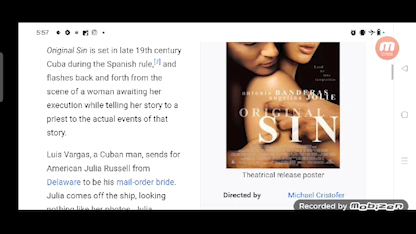 5:57
Original Sin is set in late 19th century
Cuba during the Spanish rule,[2] and
flashes back and forth from the
scene of a woman awaiting her
execution while telling her story to a
priest to the actual events of that
story.
Luis Vargas, a Cuban man, sends for
American Julia Russell from
Delaware to be his mail-order bride.
Julia comes off the ship, looking
nothing like her photos. Julia
antonio BANDERAS
angelina JOLIE
ORIGINAL
SIN
Theatrical release poster
Directed by Michael Cristofer
Recorded by Mobizen